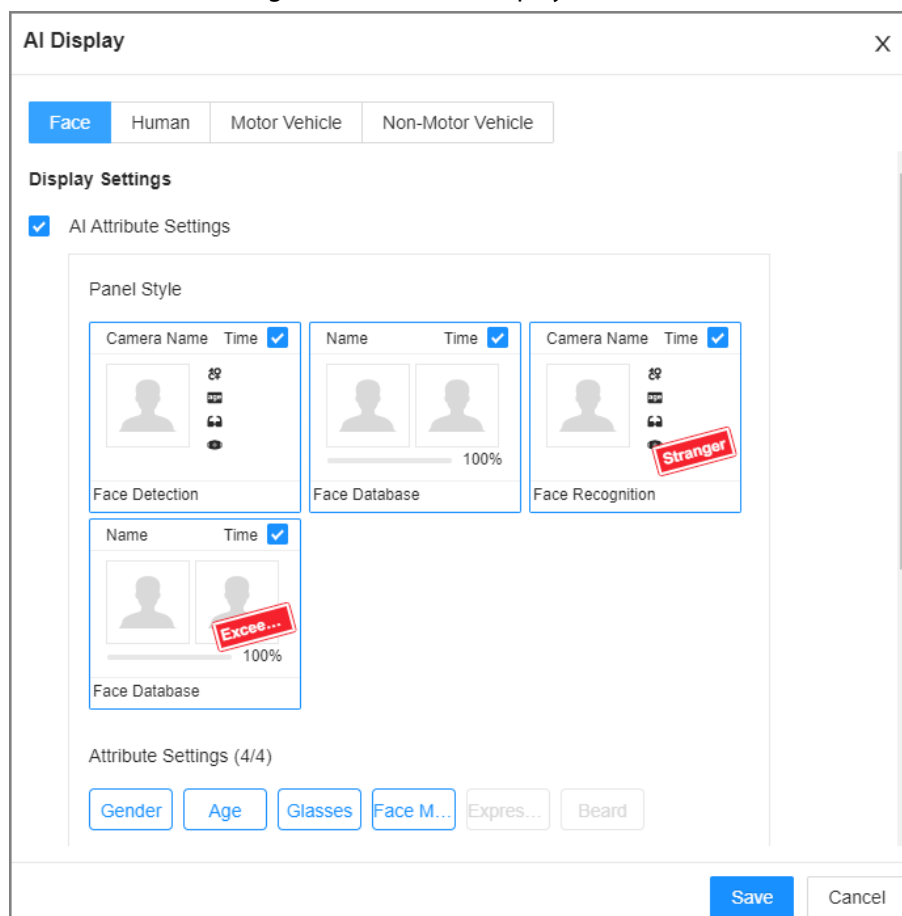 AI Display X
Face Human Motor Vehicle Non-Motor Vehicle
Display Settings
AI Attribute Settings
Panel Style
Camera Name Time Name Time Camera Name Time
age age
100% Stranger
Face Detection Face Database Face Recognition
Name Time
Excee...
100%
Face Database
Attribute Settings (4/4)
Gender Age Glasses Face M... Expres... Beard
Save Cancel